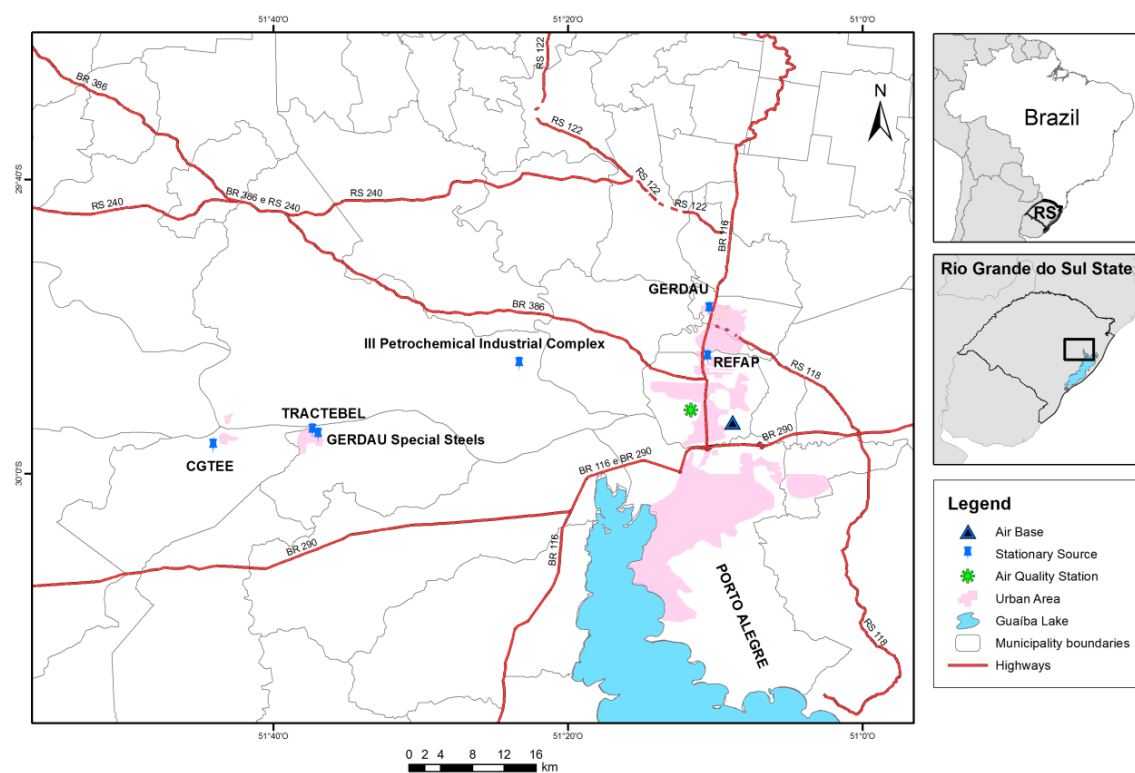 51°40'O
51°20'O
51°0'O
BR 386
RS 122
RS 122
N
29°40'S
RS 240
BR 386 e RS 240
RS 240
RS 122
RS 122
BR 116
GERDAU
BR 386
III Petrochemical Industrial Complex
REFAP
RS 118
TRACTEBEL
GERDAU Special Steels
CGTEE
BR 290
BR 116 e BR 290
30°0'S
BR 290
BR 116
PORTO ALEGRE
RS 118
51°40'O
51°20'O
51°0'O
0 2 4 8 12 16
km
Brazil
RS
Rio Grande do Sul State
Legend
Air Base
Stationary Source
Air Quality Station
Urban Area
Guaíba Lake
Municipality boundaries
Highways